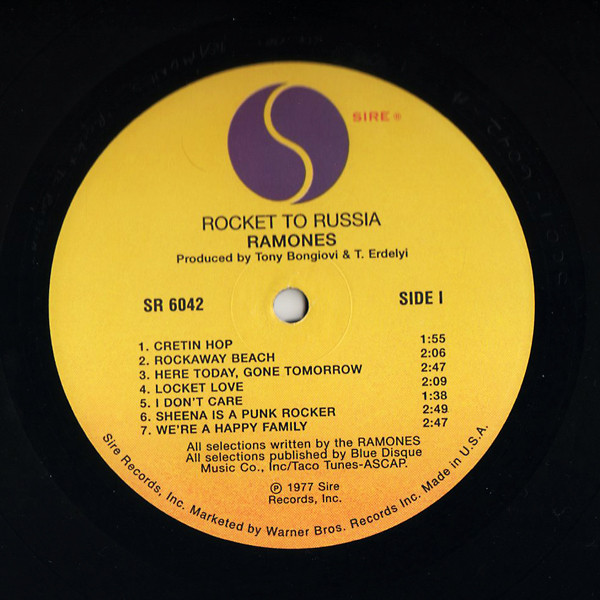 SIRE ®
ROCKET TO RUSSIA
RAMONES
Produced by Tony Bongiovi & T. Erdelyi
SR 6042 SIDE I
1. CRETIN HOP 1:55
2. ROCKAWAY BEACH 2:06
3. HERE TODAY, GONE TOMORROW 2:47
4. LOCKET LOVE 2:09
5. I DON'T CARE 1:38
6. SHEENA IS A PUNK ROCKER 2:49
7. WE'RE A HAPPY FAMILY 2:47
All selections written by the RAMONES
All selections published by Blue Disque
Music Co., Inc/Taco Tunes-ASCAP.
℗ 1977 Sire
Records, Inc.
Sire Records, Inc. Marketed by Warner Bros. Records Inc. Made in U.S.A.